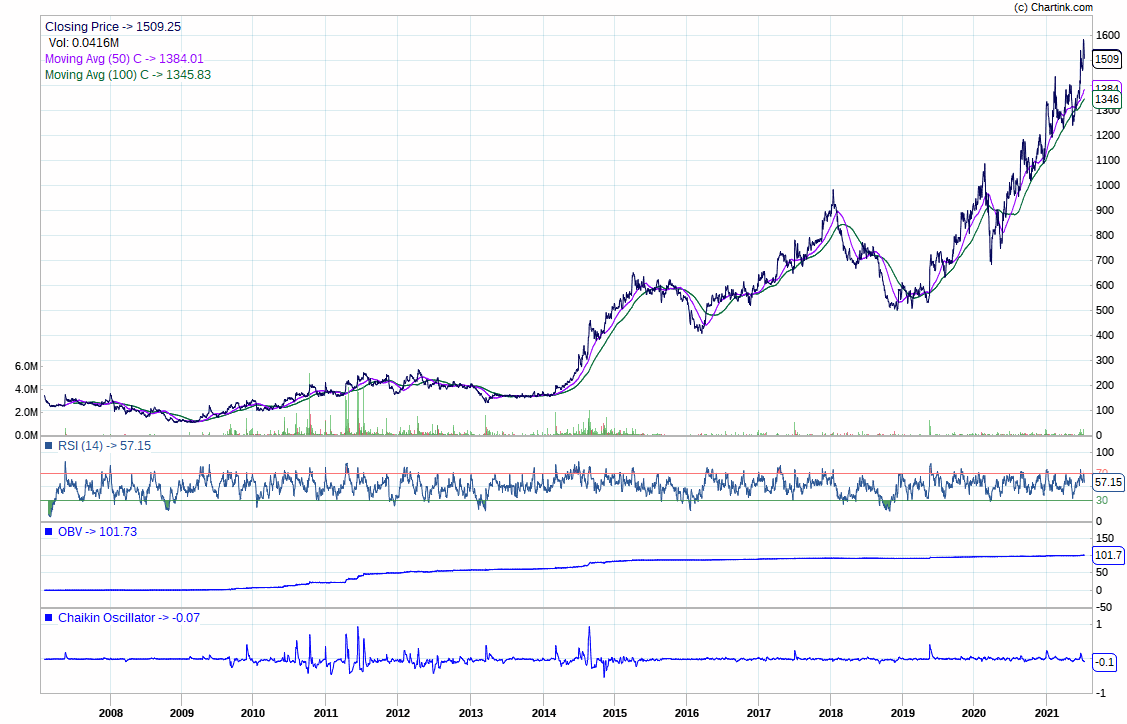 (c) Chartink.com
Closing Price -> 1509.25
Vol: 0.0416M
Moving Avg (50) C -> 1384.01
Moving Avg (100) C -> 1345.83
1600
1509
1384
1346
1300
1200
1100
1000
900
800
700
600
500
400
300
200
100
0
6.0M
4.0M
2.0M
0.0M
RSI (14) -> 57.15
100
70
57.15
30
0
OBV -> 101.73
150
101.7
50
0
-50
Chaikin Oscillator -> -0.07
1
-0.1
-1
2008 2009 2010 2011 2012 2013 2014 2015 2016 2017 2018 2019 2020 2021